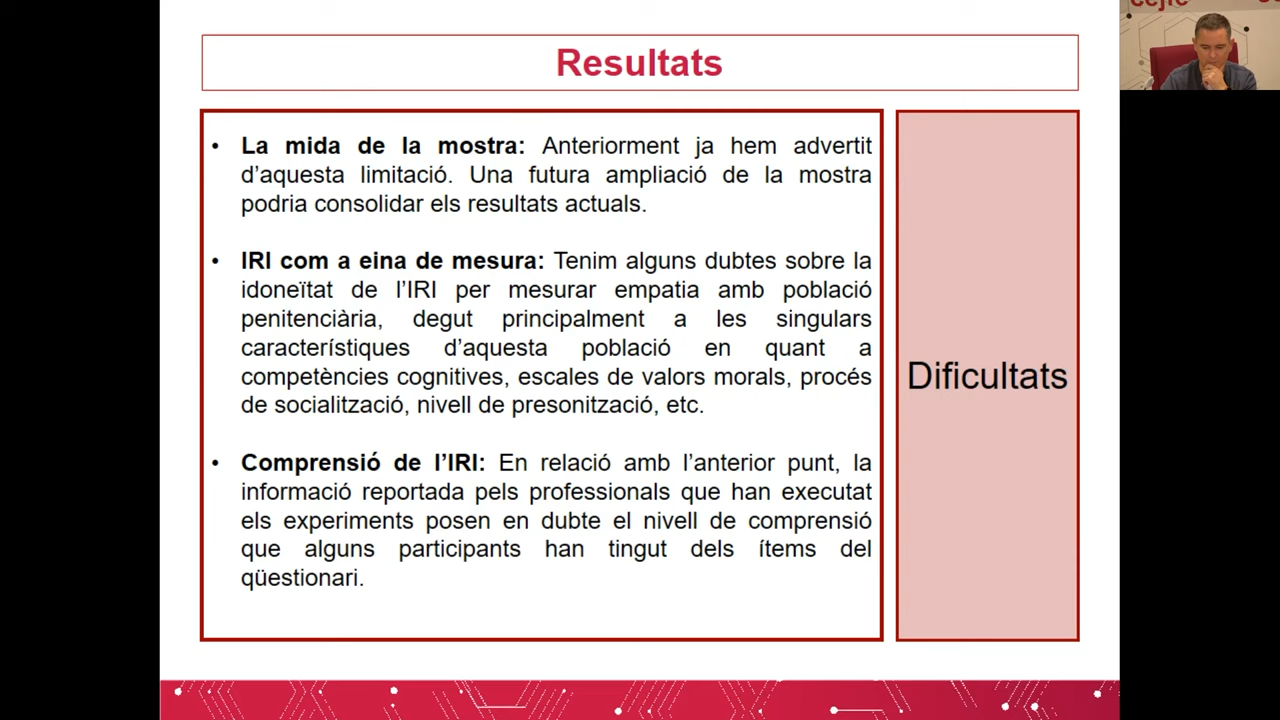 cejfe
Resultats
• La mida de la mostra: Anteriorment ja hem advertit
d’aquesta limitació. Una futura ampliació de la mostra
podria consolidar els resultats actuals.
• IRI com a eina de mesura: Tenim alguns dubtes sobre la
idoneïtat de l’IRI per mesurar empatia amb població
penitenciària, degut principalment a les singulars
característiques d’aquesta població en quant a
competències cognitives, escales de valors morals, procés
de socialització, nivell de presonització, etc.
• Comprensió de l’IRI: En relació amb l’anterior punt, la
informació reportada pels professionals que han executat
els experiments posen en dubte el nivell de comprensió
que alguns participants han tingut dels ítems del
qüestionari.
Dificultats